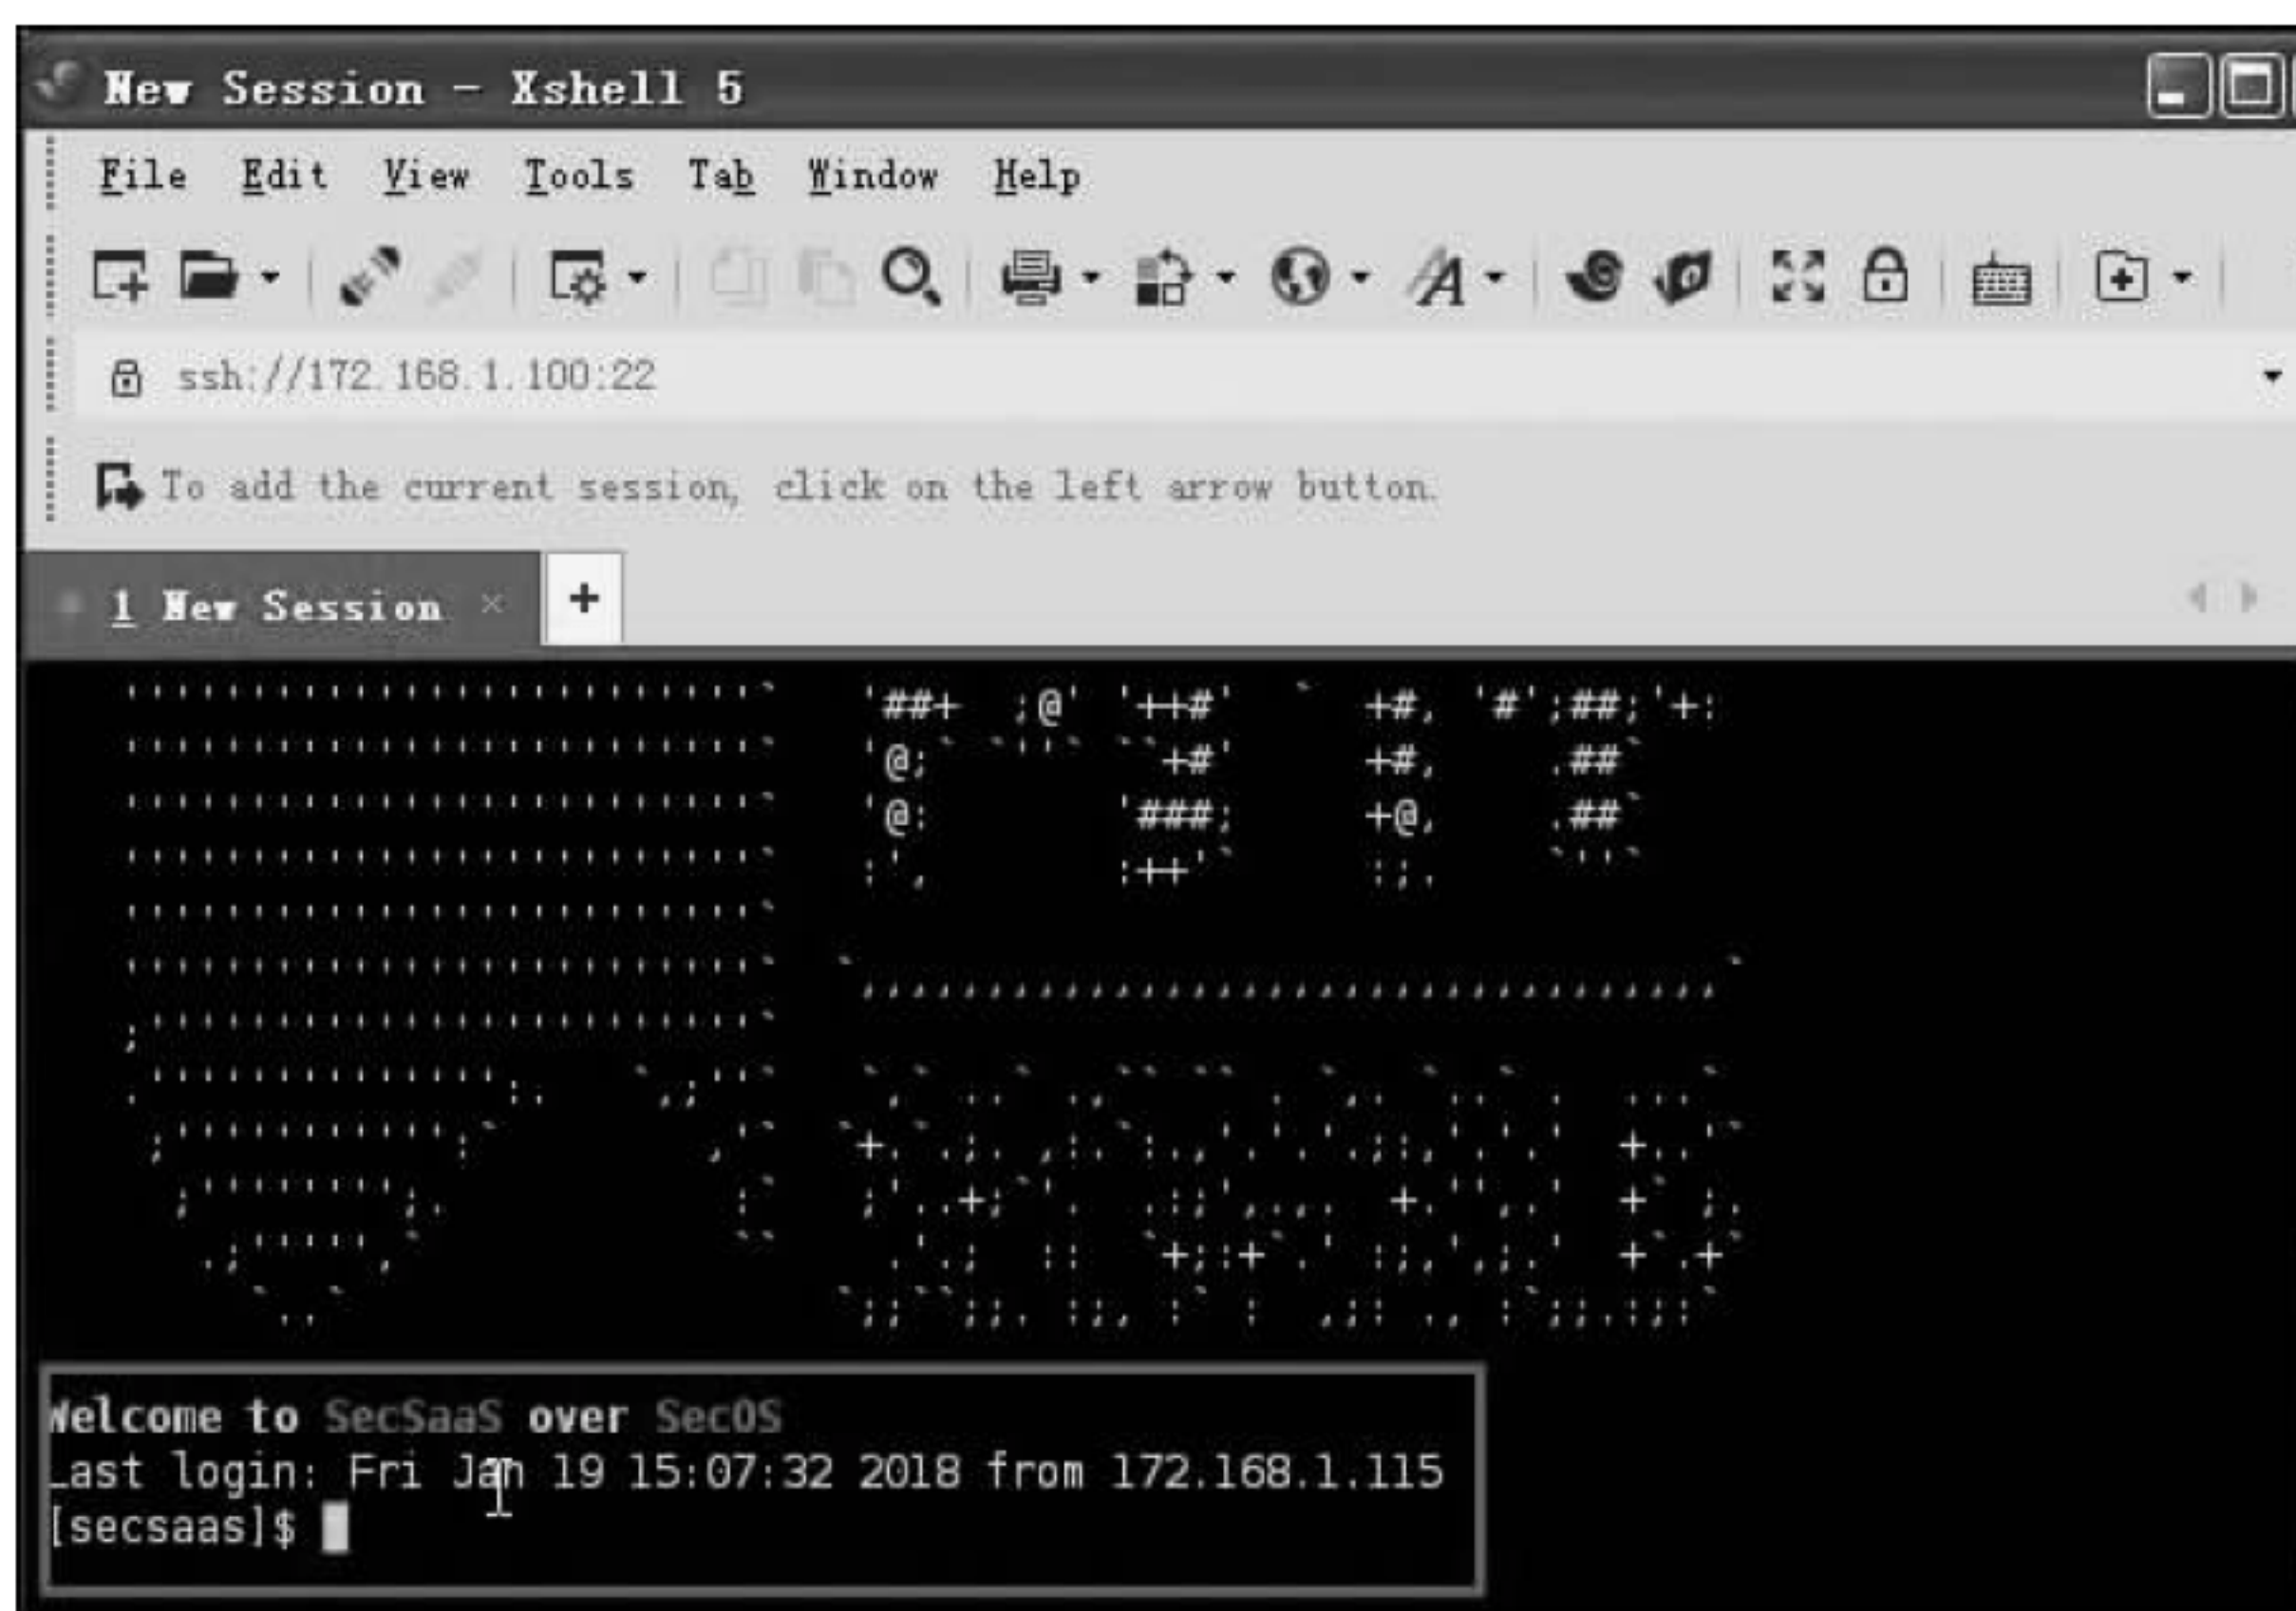 New Session - Xshell 5
File Edit View Tools Tab Window Help
ssh://172.168.1.100:22
To add the current session, click on the left arrow button.
1 New Session × +
Welcome to SecSaaS over SecOS
Last login: Fri Jan 19 15:07:32 2018 from 172.168.1.115
[secsaas]$